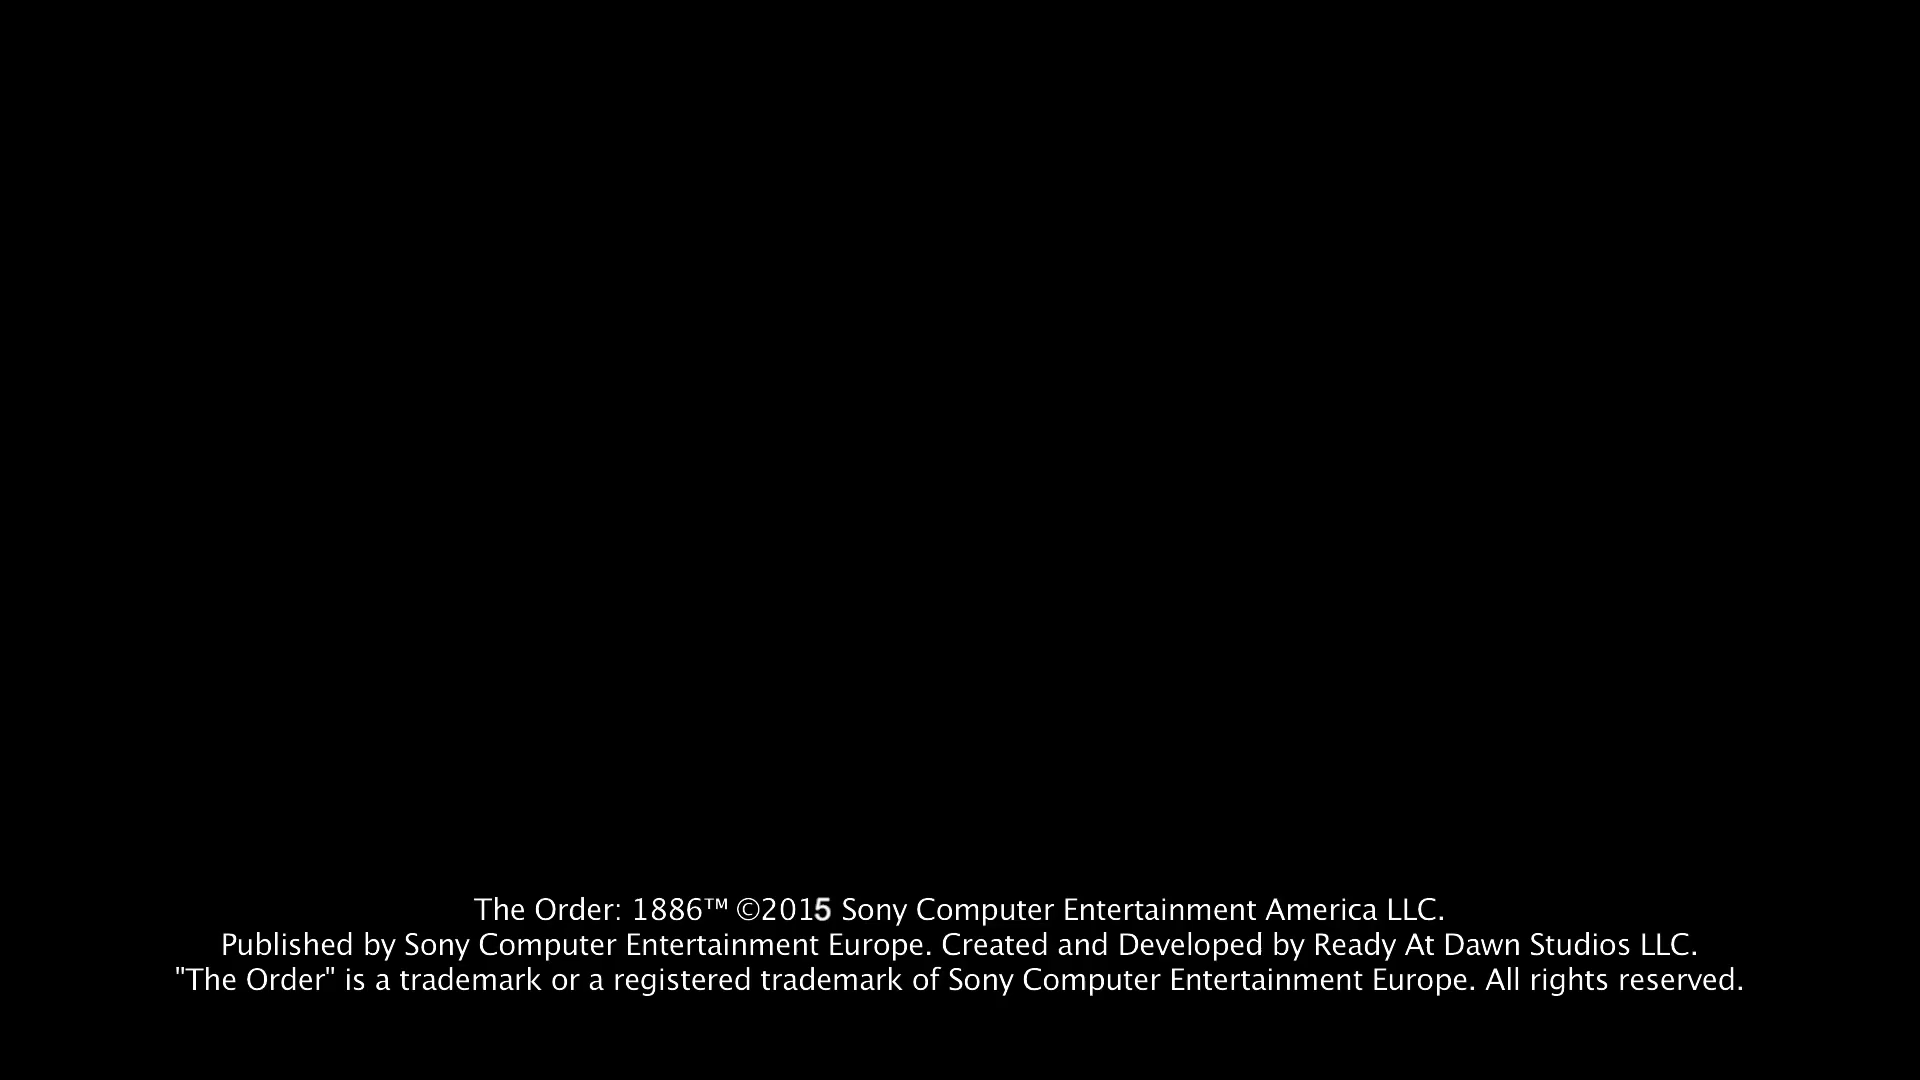 The Order: 1886™ ©2015 Sony Computer Entertainment America LLC.
Published by Sony Computer Entertainment Europe. Created and Developed by Ready At Dawn Studios LLC.
"The Order" is a trademark or a registered trademark of Sony Computer Entertainment Europe. All rights reserved.